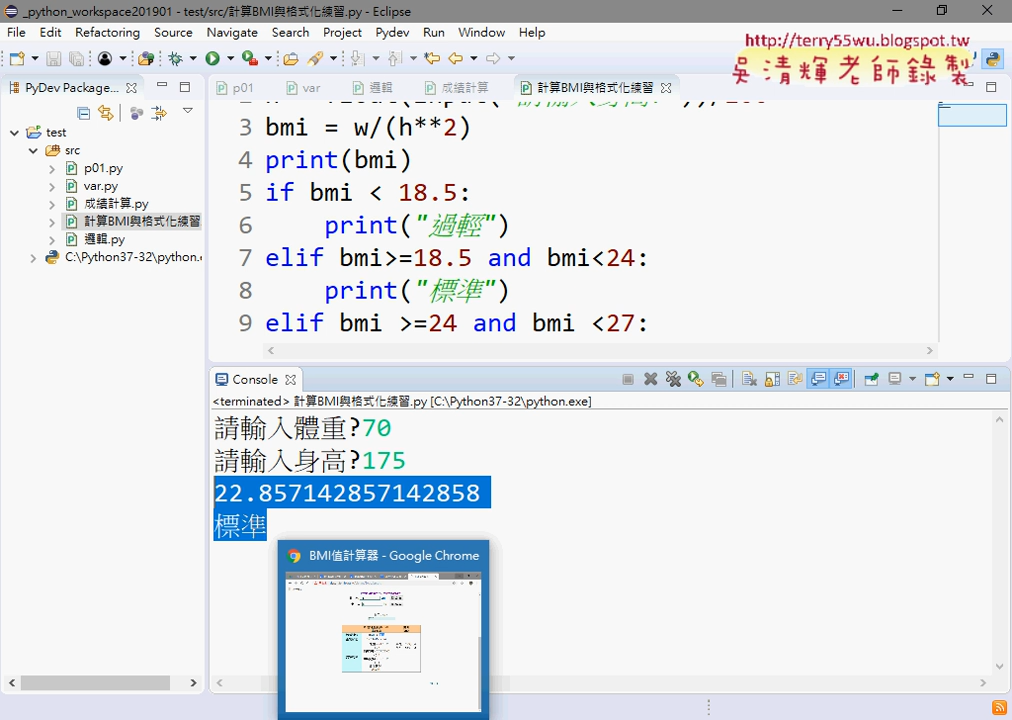 _python_workspace201901 - test/src/計算BMI與格式化練習.py - Eclipse
File Edit Refactoring Source Navigate Search Project Pydev Run Window Help
http://terry55wu.blogspot.tw
吳清輝老師錄製
PyDev Package...
p01
var
邏輯
成績計算
計算BMI與格式化練習
test
src
p01.py
var.py
成績計算.py
計算BMI與格式化練習
邏輯.py
C:\Python37-32\python.
3 bmi = w/(h**2)
4 print(bmi)
5 if bmi < 18.5:
6 print("過輕")
7 elif bmi>=18.5 and bmi<24:
8 print("標準")
9 elif bmi >=24 and bmi <27:
Console
<terminated> 計算BMI與格式化練習.py [C:\Python37-32\python.exe]
請輸入體重?70
請輸入身高?175
22.857142857142858
標準
BMI值計算器 - Google Chrome